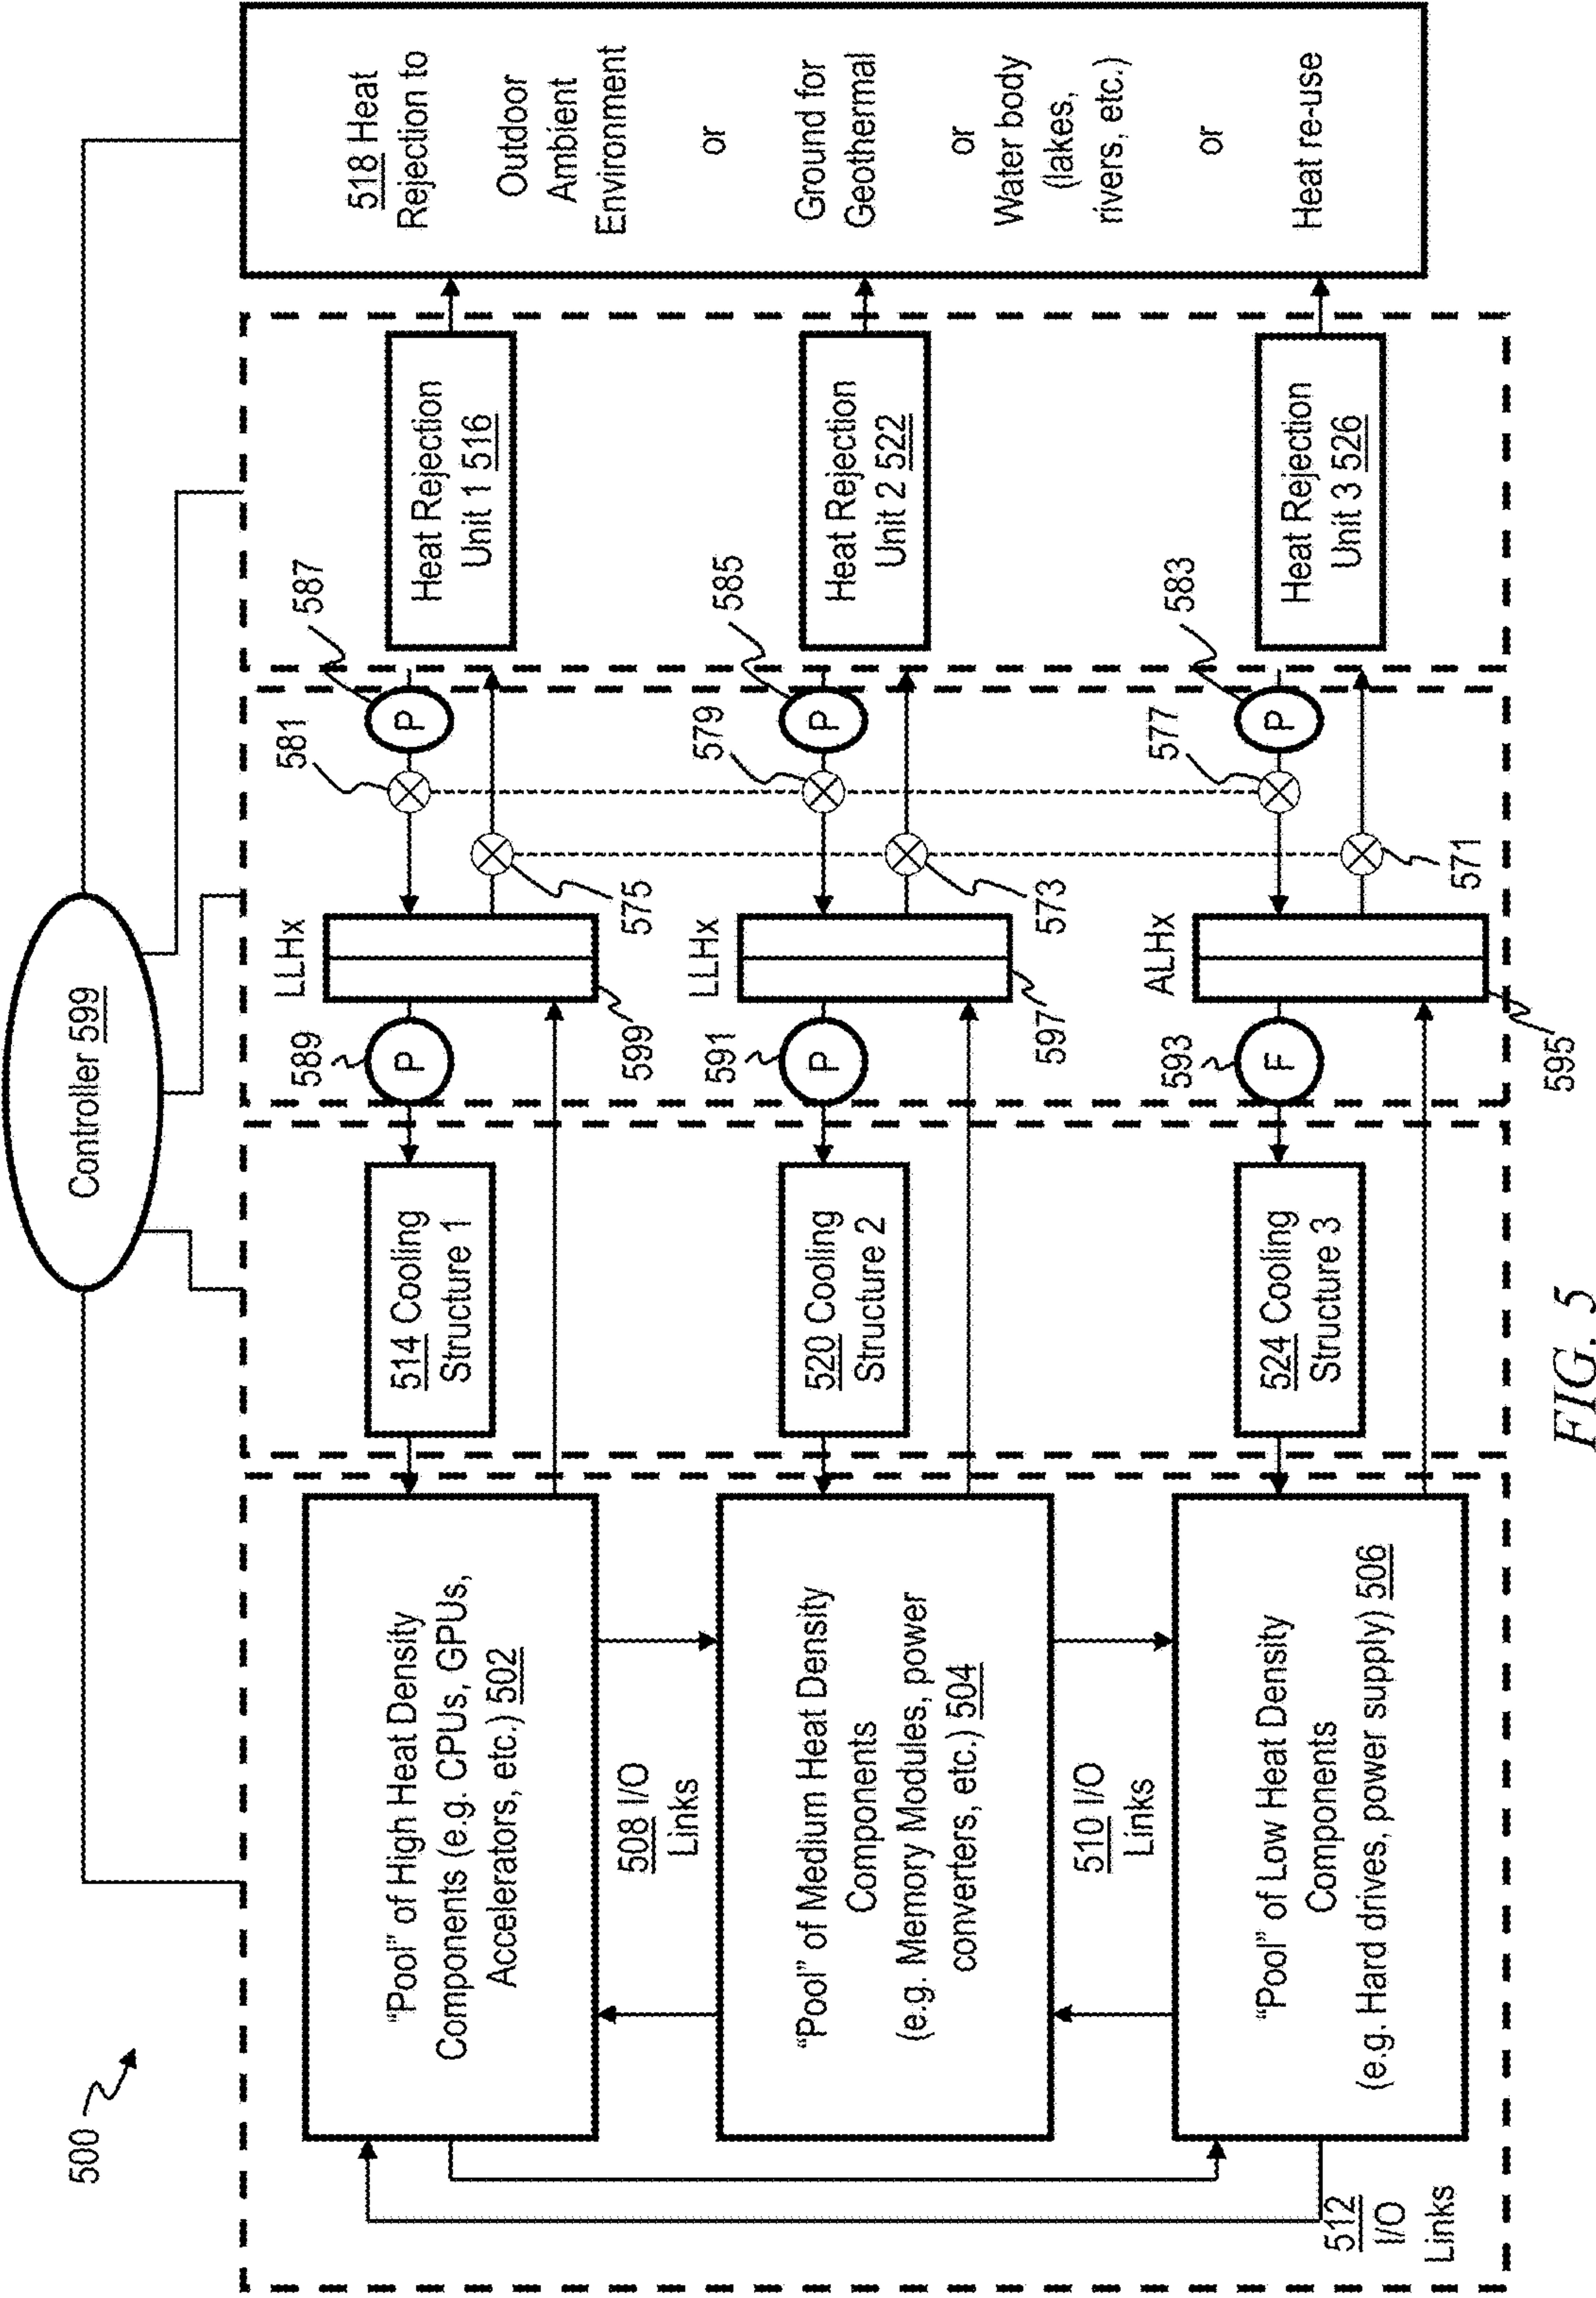 500
Controller 599
"Pool" of High Heat Density
Components (e.g. CPUs, GPUs,
Accelerators, etc.) 502
508 I/O
Links
"Pool" of Medium Heat Density
Components
(e.g. Memory Modules, power
converters, etc.) 504
510 I/O
Links
"Pool" of Low Heat Density
Components
(e.g. Hard drives, power supply) 506
512
I/O
Links
514 Cooling
Structure 1
520 Cooling
Structure 2
524 Cooling
Structure 3
589
P
LLHx
599
581
575
587
P
591
P
LLHx
597
579
573
585
P
593
F
ALHx
595
577
571
583
P
Heat Rejection
Unit 1 516
Heat Rejection
Unit 2 522
Heat Rejection
Unit 3 526
518 Heat
Rejection to
Outdoor
Ambient
Environment
or
Ground for
Geothermal
or
Water body
(lakes,
rivers, etc.)
or
Heat re-use
FIG. 5